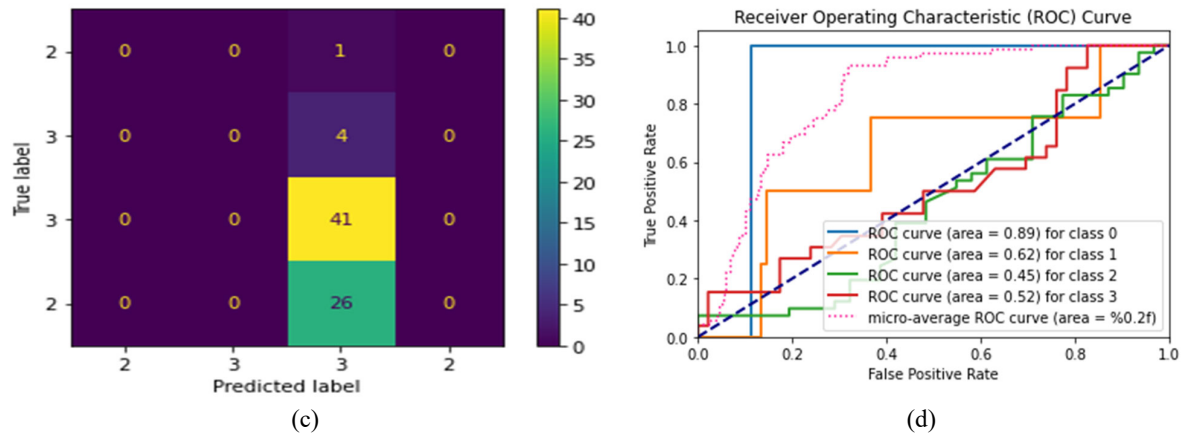 2 0 0 1 0
3 0 0 4 0
3 0 0 41 0
2 0 0 26 0
True label
2 3 3 2
Predicted label
40
35
30
25
20
15
10
5
0
(c)
Receiver Operating Characteristic (ROC) Curve
1.0
0.8
0.6
0.4
0.2
0.0
True Positive Rate
ROC curve (area = 0.89) for class 0
ROC curve (area = 0.62) for class 1
ROC curve (area = 0.45) for class 2
ROC curve (area = 0.52) for class 3
micro-average ROC curve (area = %0.2f)
0.0 0.2 0.4 0.6 0.8 1.0
False Positive Rate
(d)